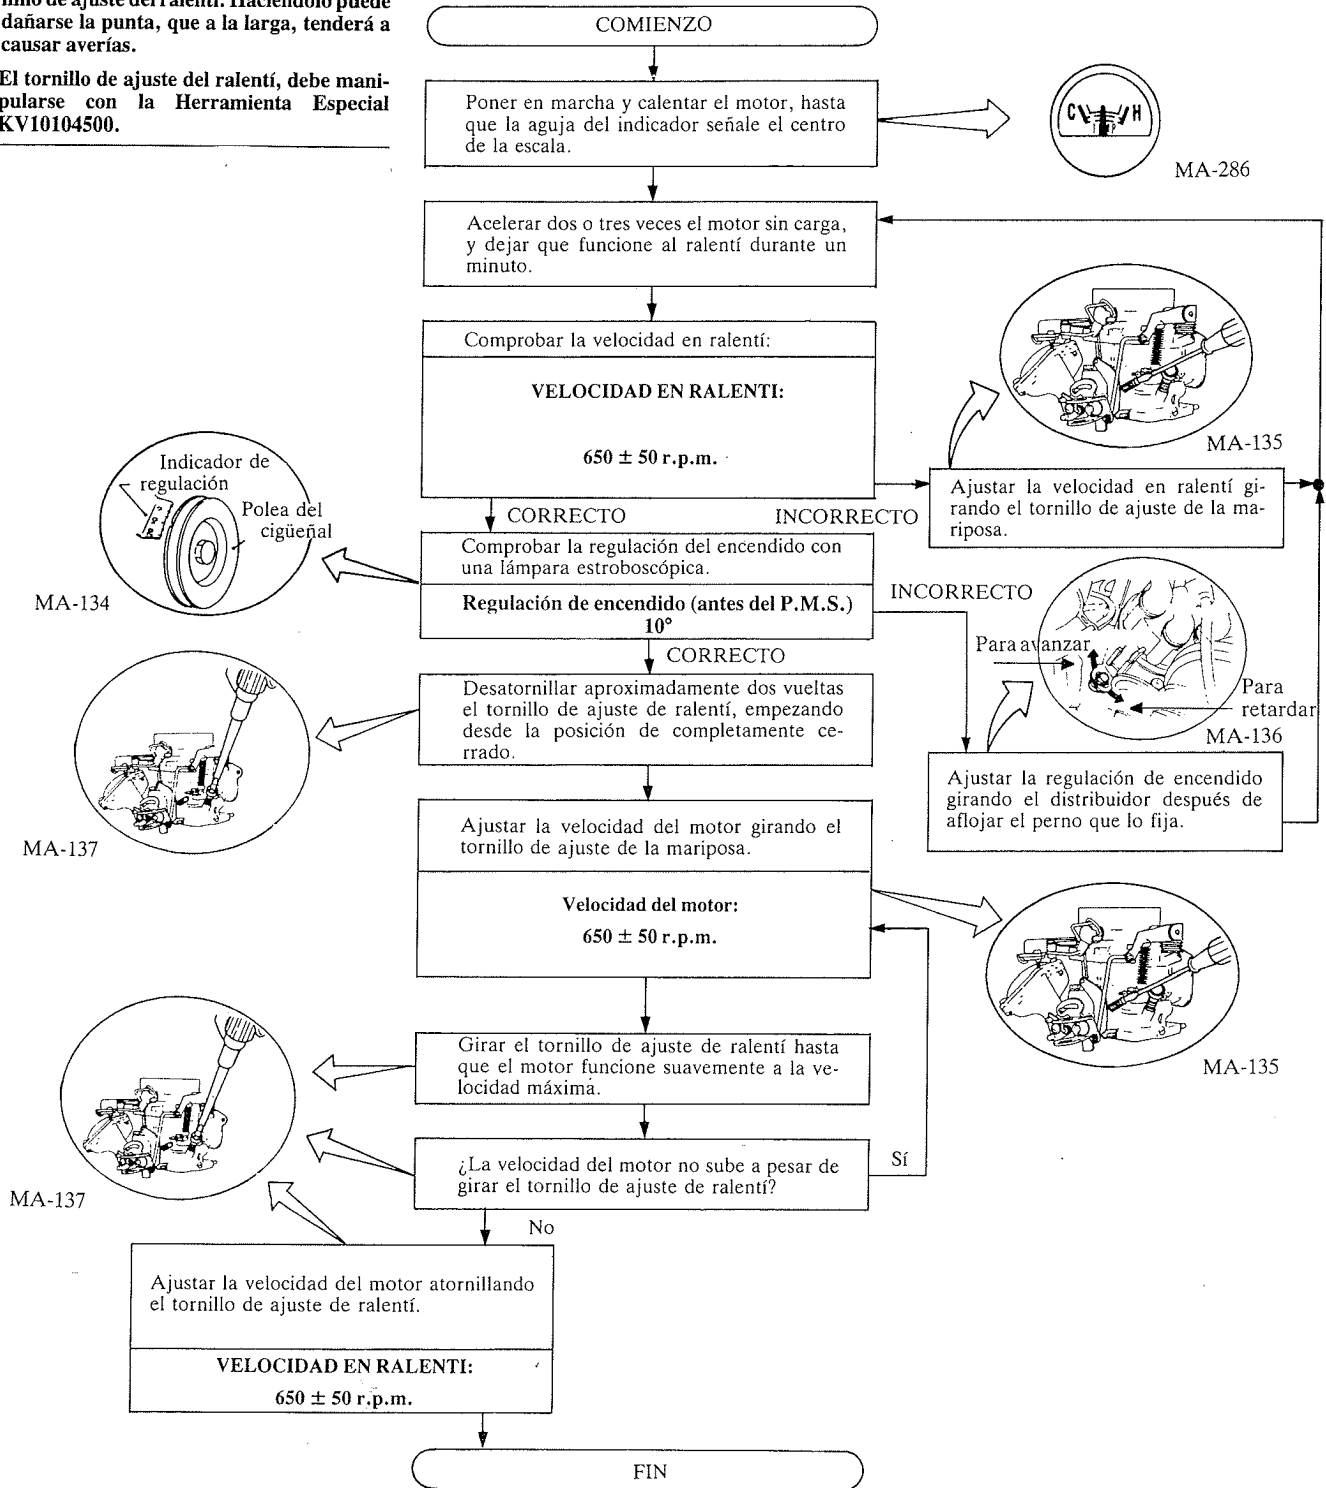 nillo de ajuste del ralentí. Haciéndolo puede
dañarse la punta, que a la larga, tenderá a
causar averías.
El tornillo de ajuste del ralentí, debe mani-
pularse con la Herramienta Especial
KV10104500.
COMIENZO
Poner en marcha y calentar el motor, hasta
que la aguja del indicador señale el centro
de la escala.
C H
MA-286
Acelerar dos o tres veces el motor sin carga,
y dejar que funcione al ralentí durante un
minuto.
Comprobar la velocidad en ralentí:
VELOCIDAD EN RALENTI:
650 ± 50 r.p.m.
MA-135
Ajustar la velocidad en ralentí gi-
rando el tornillo de ajuste de la ma-
riposa.
CORRECTO
INCORRECTO
Indicador de
regulación
Polea del
cigüeñal
MA-134
Comprobar la regulación del encendido con
una lámpara estroboscópica.
Regulación de encendido (antes del P.M.S.)
10°
INCORRECTO
Para avanzar
Para
retardar
MA-136
CORRECTO
Desatornillar aproximadamente dos vueltas
el tornillo de ajuste de ralentí, empezando
desde la posición de completamente ce-
rrado.
MA-137
Ajustar la regulación de encendido
girando el distribuidor después de
aflojar el perno que lo fija.
Ajustar la velocidad del motor girando el
tornillo de ajuste de la mariposa.
Velocidad del motor:
650 ± 50 r.p.m.
MA-135
Girar el tornillo de ajuste de ralentí hasta
que el motor funcione suavemente a la ve-
locidad máxima.
¿La velocidad del motor no sube a pesar de
girar el tornillo de ajuste de ralentí?
Sí
MA-137
No
Ajustar la velocidad del motor atornillando
el tornillo de ajuste de ralentí.
VELOCIDAD EN RALENTI:
650 ± 50 r.p.m.
FIN